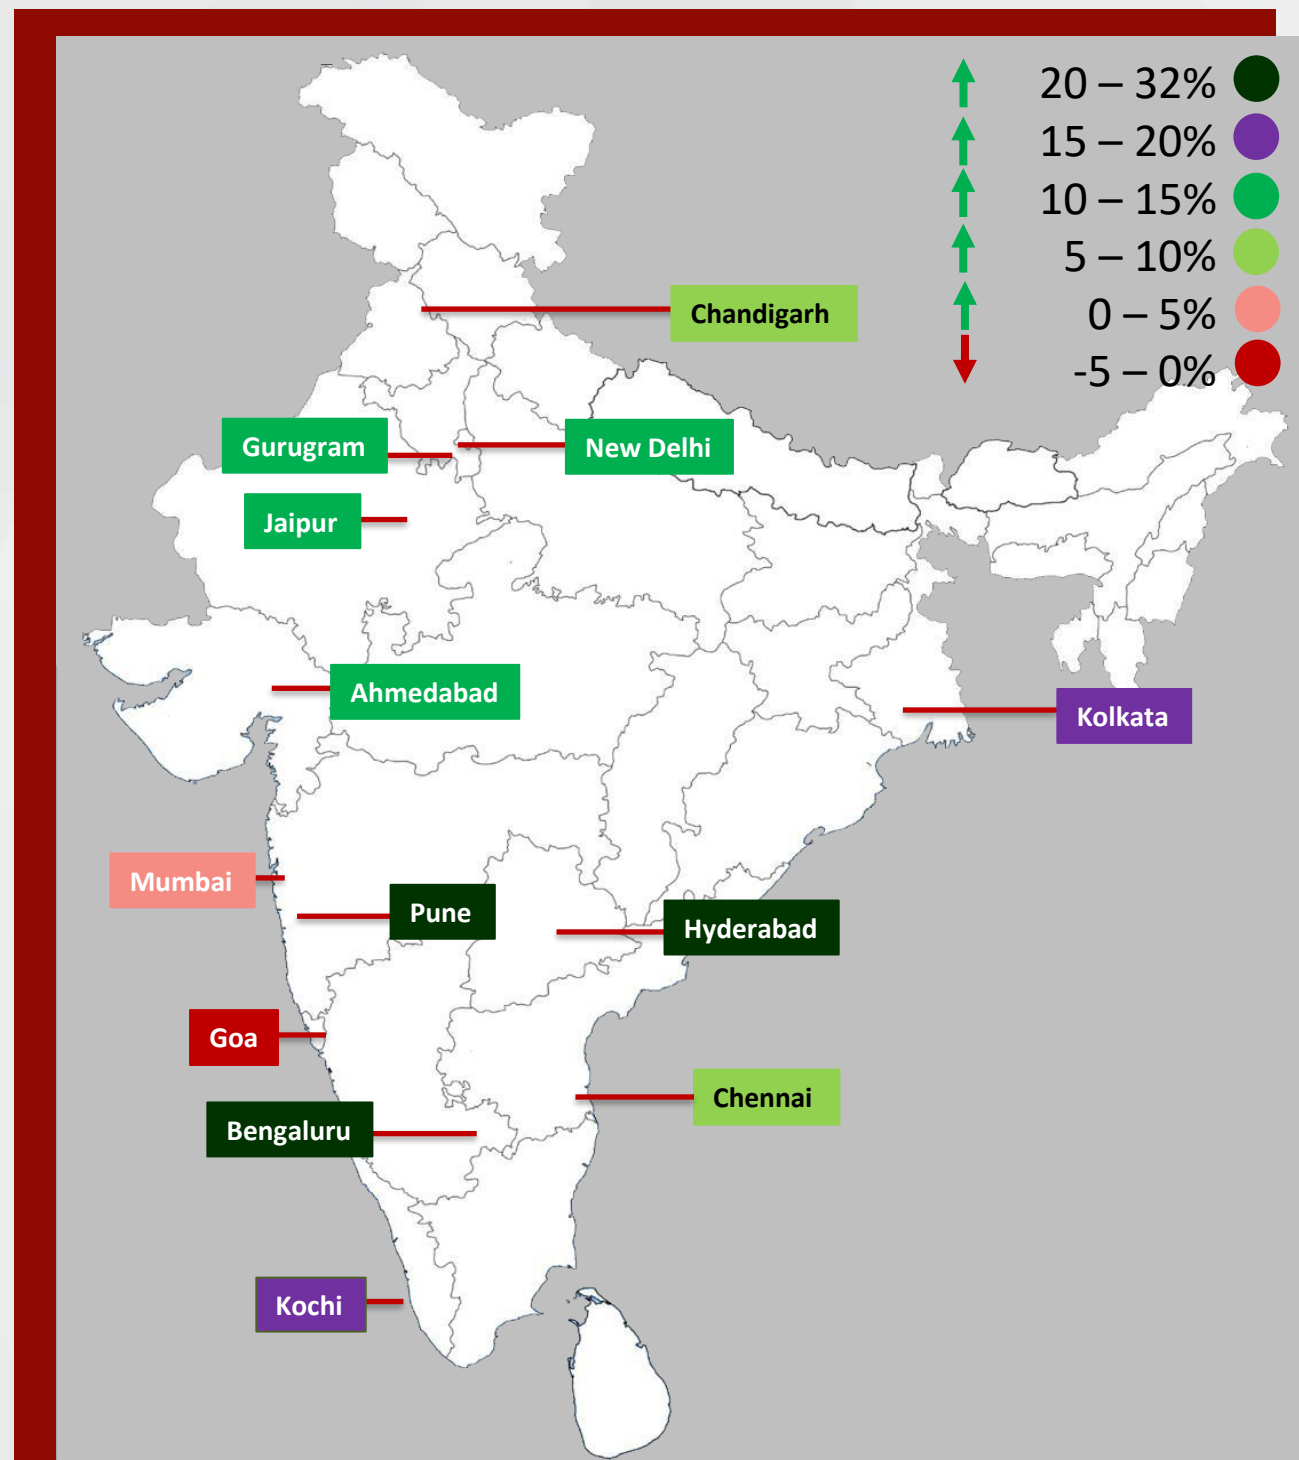 20 – 32%
15 – 20%
10 – 15%
5 – 10%
0 – 5%
-5 – 0%
Chandigarh
Gurugram
New Delhi
Jaipur
Ahmedabad
Kolkata
Mumbai
Pune
Hyderabad
Goa
Chennai
Bengaluru
Kochi